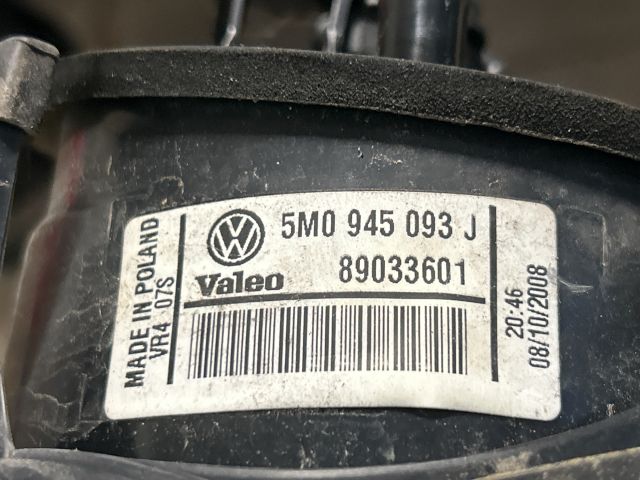 MADE IN POLAND
VR4 07S
5M0 945 093 J
Valeo
89033601
20:46
08/10/2008